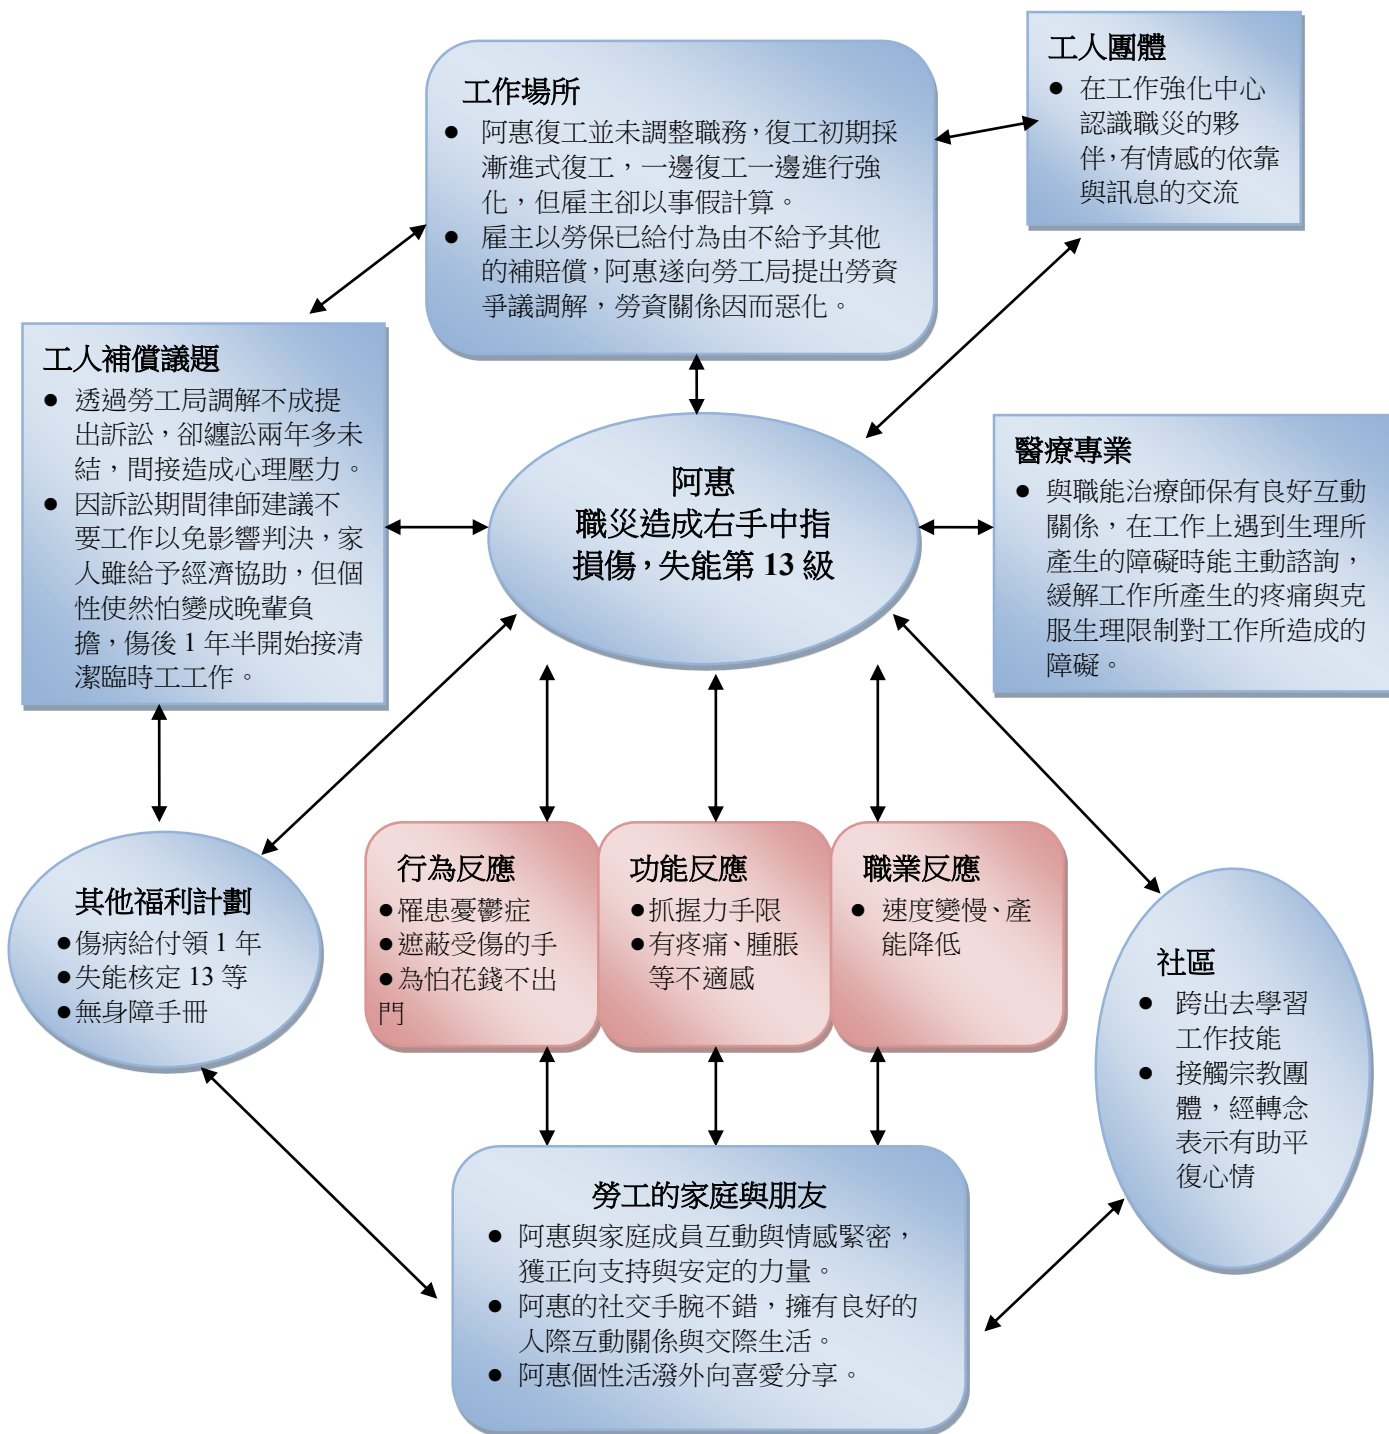 工作場所
● 阿惠復工並未調整職務，復工初期採
漸進式復工，一邊復工一邊進行強
化，但雇主卻以事假計算。
● 雇主以勞保已給付為由不給予其他
的補賠償，阿惠遂向勞工局提出勞資
爭議調解，勞資關係因而惡化。
工人團體
● 在工作強化中心
認識職災的夥
伴，有情感的依靠
與訊息的交流
工人補償議題
● 透過勞工局調解不成提
出訴訟，卻纏訟兩年多未
結，間接造成心理壓力。
● 因訴訟期間律師建議不
要工作以免影響判決，家
人雖給予經濟協助，但個
性使然怕變成晚輩負
擔，傷後 1 年半開始接清
潔臨時工工作。
阿惠
職災造成右手中指
損傷，失能第 13 級
醫療專業
● 與職能治療師保有良好互動
關係，在工作上遇到生理所
產生的障礙時能主動諮詢，
緩解工作所產生的疼痛與克
服生理限制對工作所造成的
障礙。
其他福利計劃
●傷病給付領 1 年
●失能核定 13 等
●無身障手冊
行為反應
●罹患憂鬱症
●遮蔽受傷的手
●為怕花錢不出
門
功能反應
●抓握力手限
●有疼痛、腫脹
等不適感
職業反應
● 速度變慢、產
能降低
社區
● 跨出去學習
工作技能
● 接觸宗教團
體，經轉念
表示有助平
復心情
勞工的家庭與朋友
● 阿惠與家庭成員互動與情感緊密，
獲正向支持與安定的力量。
● 阿惠的社交手腕不錯，擁有良好的
人際互動關係與交際生活。
● 阿惠個性活潑外向喜愛分享。